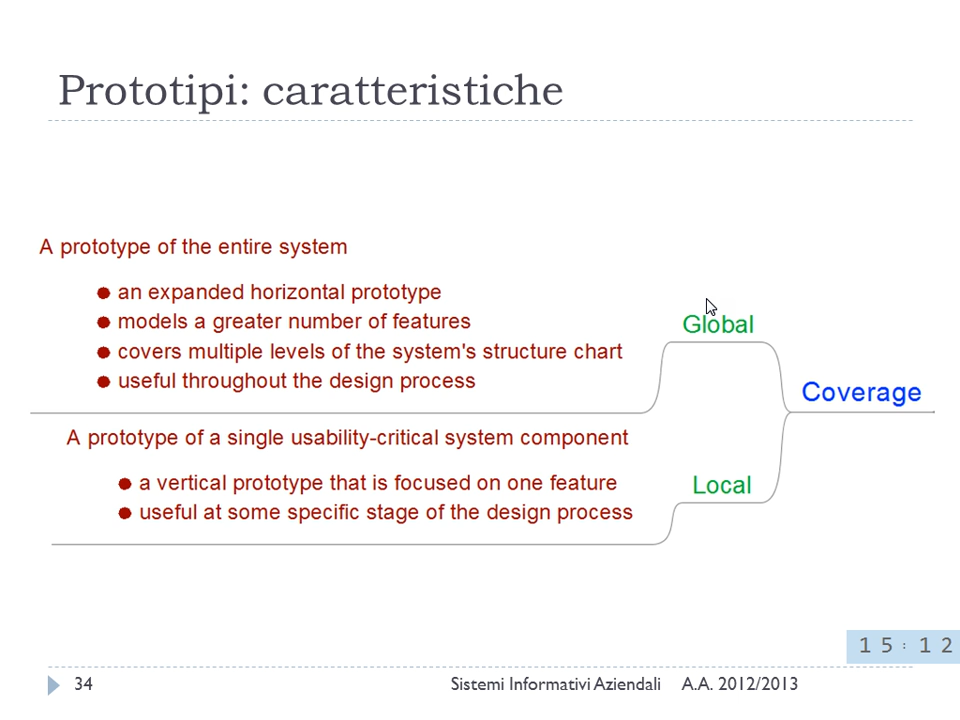 Prototipi: caratteristiche
A prototype of the entire system
an expanded horizontal prototype
models a greater number of features
covers multiple levels of the system's structure chart
useful throughout the design process
Global
Coverage
A prototype of a single usability-critical system component
a vertical prototype that is focused on one feature
useful at some specific stage of the design process
Local
15:12
34
Sistemi Informativi Aziendali A.A. 2012/2013